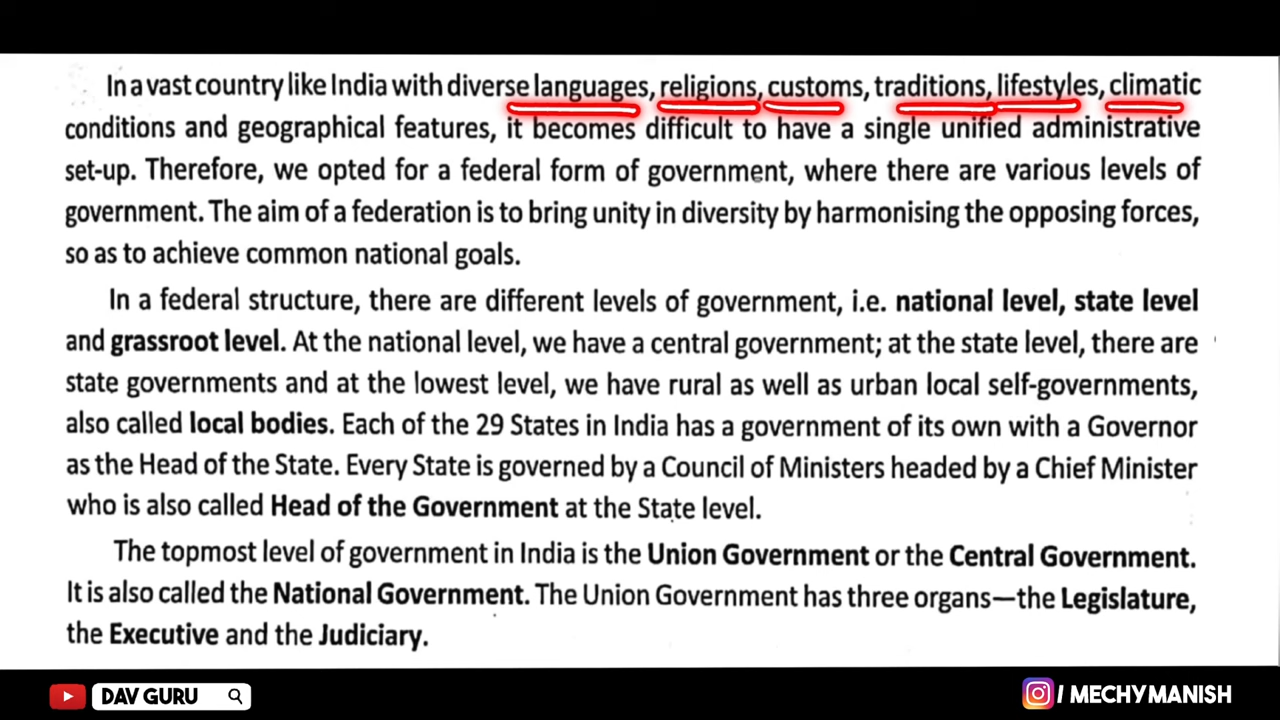 In a vast country like India with diverse languages, religions, customs, traditions, lifestyles, climatic
conditions and geographical features, it becomes difficult to have a single unified administrative
set-up. Therefore, we opted for a federal form of government, where there are various levels of
government. The aim of a federation is to bring unity in diversity by harmonising the opposing forces,
so as to achieve common national goals.
In a federal structure, there are different levels of government, i.e. national level, state level
and grassroot level. At the national level, we have a central government; at the state level, there are
state governments and at the lowest level, we have rural as well as urban local self-governments,
also called local bodies. Each of the 29 States in India has a government of its own with a Governor
as the Head of the State. Every State is governed by a Council of Ministers headed by a Chief Minister
who is also called Head of the Government at the State level.
The topmost level of government in India is the Union Government or the Central Government.
It is also called the National Government. The Union Government has three organs—the Legislature,
the Executive and the Judiciary.
DAV GURU
/ MECHYMANISH